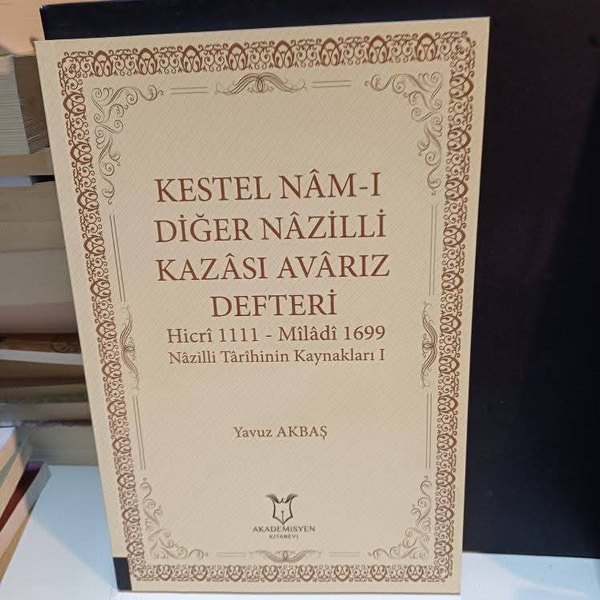 KESTEL NÂM-I
DİĞER NÂZİLLİ
KAZÂSI AVÂRIZ
DEFTERİ
Hicrî 1111 - Mîlâdî 1699
Nâzilli Târîhinin Kaynakları I
Yavuz AKBAŞ
AKADEMİSYEN
KİTABEVİ